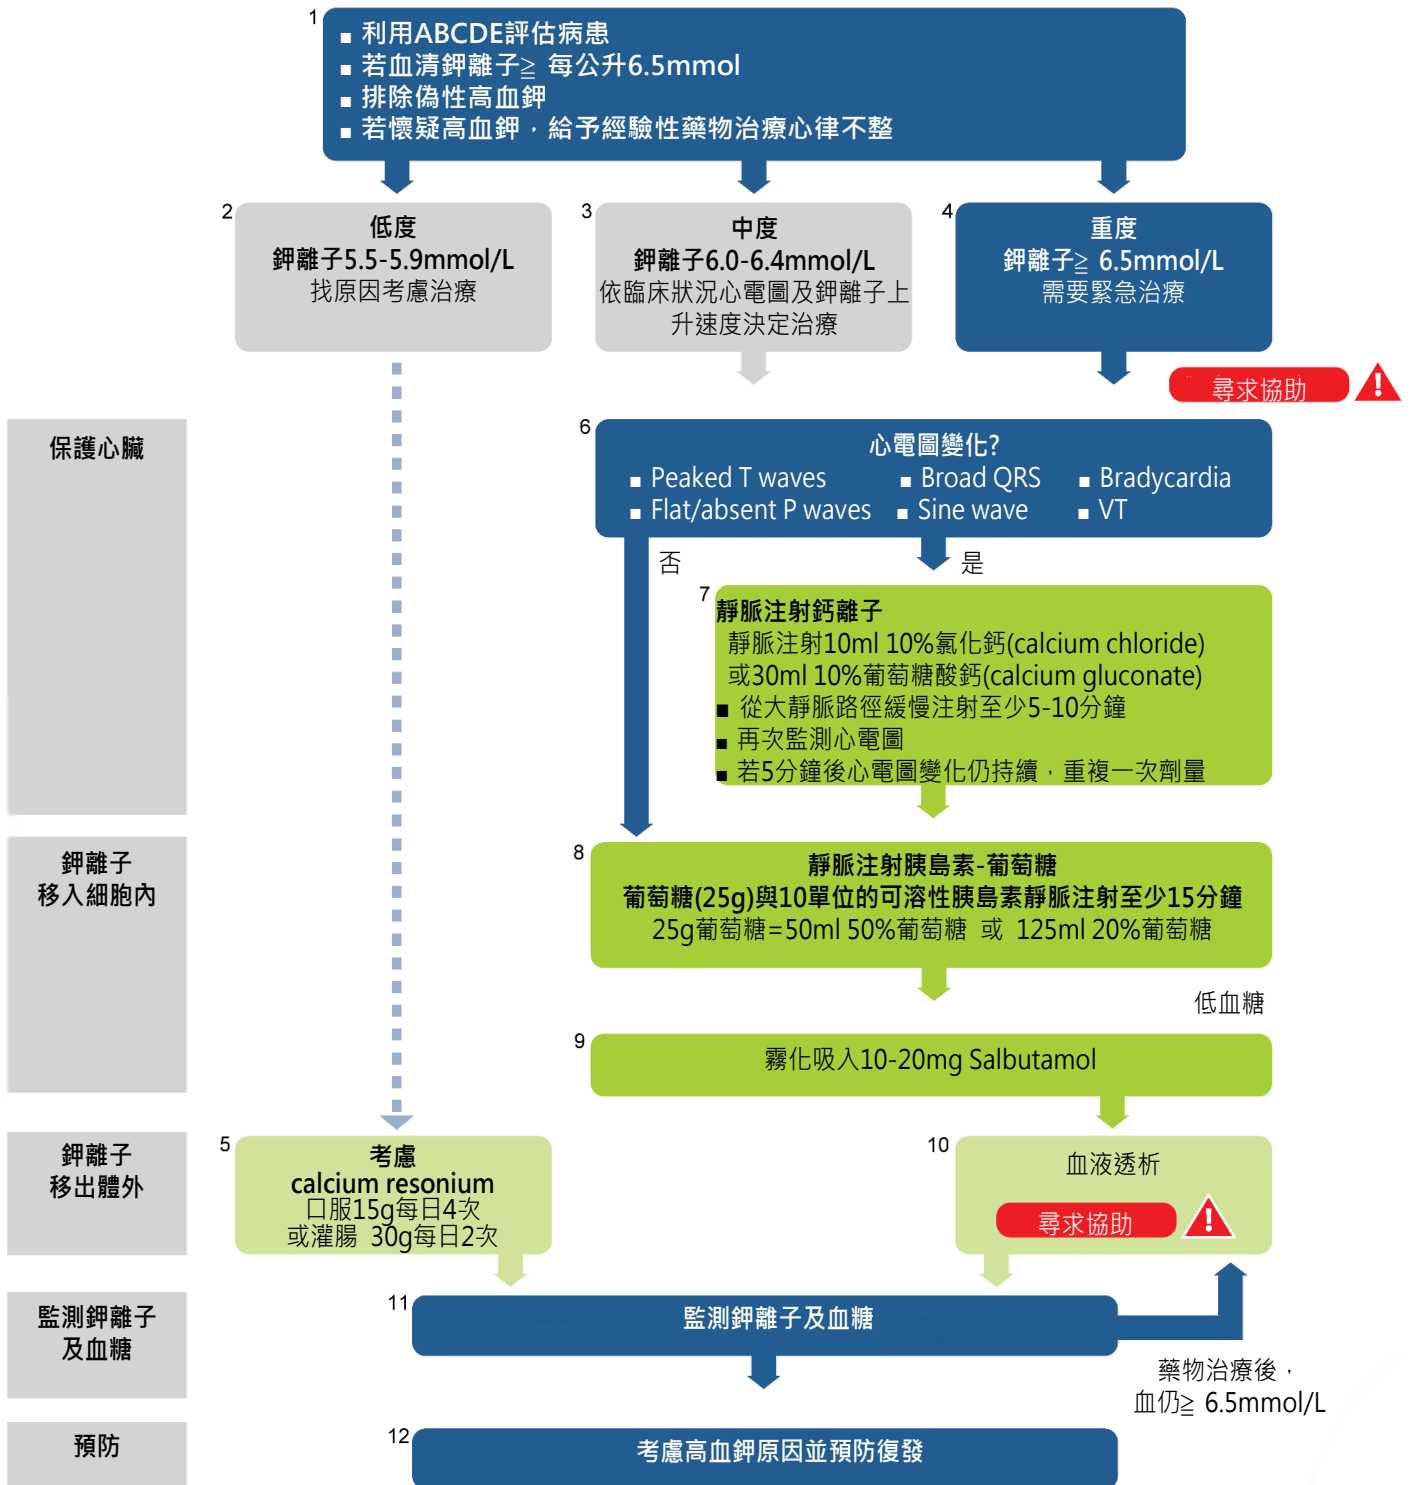 1
■ 利用ABCDE評估病患
■ 若血清鉀離子≧ 每公升6.5mmol
■ 排除偽性高血鉀
■ 若懷疑高血鉀，給予經驗性藥物治療心律不整
2
低度
鉀離子5.5-5.9mmol/L
找原因考慮治療
3
中度
鉀離子6.0-6.4mmol/L
依臨床狀況心電圖及鉀離子上
升速度決定治療
4
重度
鉀離子≧ 6.5mmol/L
需要緊急治療
尋求協助
保護心臟
6
心電圖變化?
■ Peaked T waves ■ Broad QRS ■ Bradycardia
■ Flat/absent P waves ■ Sine wave ■ VT
否
是
7
靜脈注射鈣離子
靜脈注射10ml 10%氯化鈣(calcium chloride)
或30ml 10%葡萄糖酸鈣(calcium gluconate)
■ 從大靜脈路徑緩慢注射至少5-10分鐘
■ 再次監測心電圖
■ 若5分鐘後心電圖變化仍持續，重複一次劑量
鉀離子
移入細胞內
8
靜脈注射胰島素-葡萄糖
葡萄糖(25g)與10單位的可溶性胰島素靜脈注射至少15分鐘
25g葡萄糖=50ml 50%葡萄糖 或 125ml 20%葡萄糖
低血糖
9
霧化吸入10-20mg Salbutamol
鉀離子
移出體外
5
考慮
calcium resonium
口服15g每日4次
或灌腸 30g每日2次
10
血液透析
尋求協助
監測鉀離子
及血糖
11
監測鉀離子及血糖
藥物治療後，
血仍≧ 6.5mmol/L
預防
12
考慮高血鉀原因並預防復發